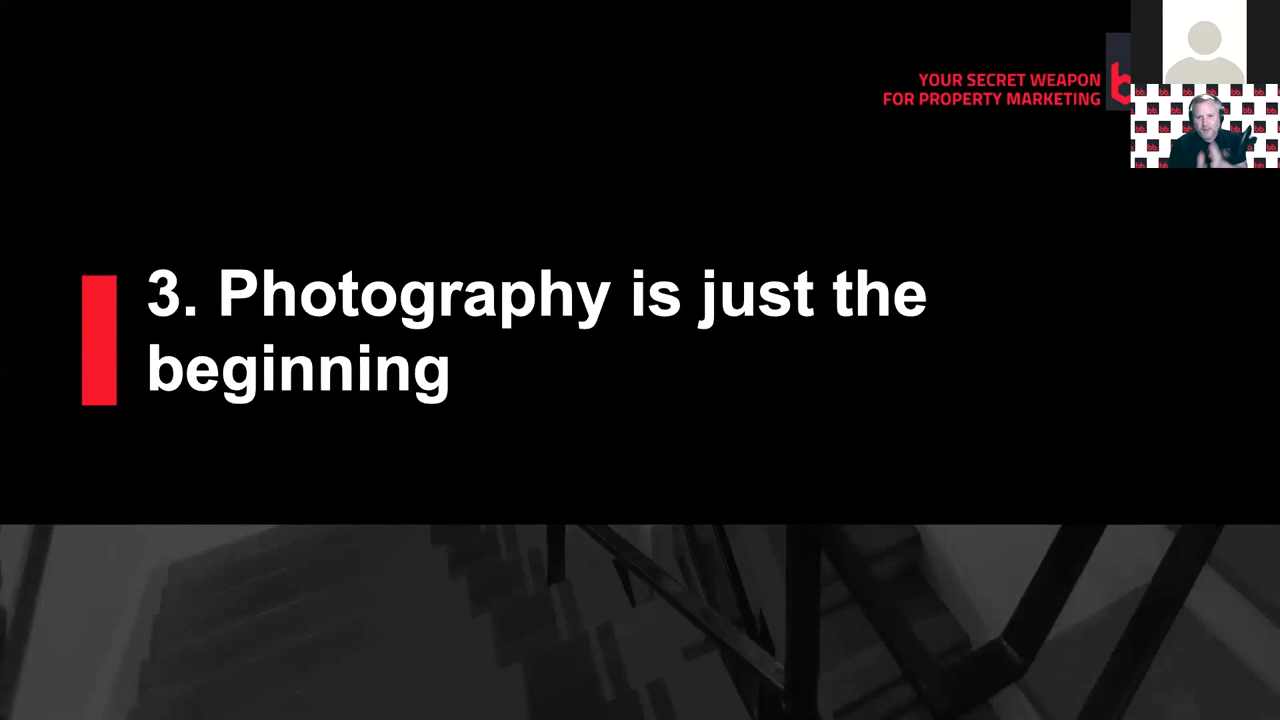 YOUR SECRET WEAPON
FOR PROPERTY MARKETING
3. Photography is just the
beginning